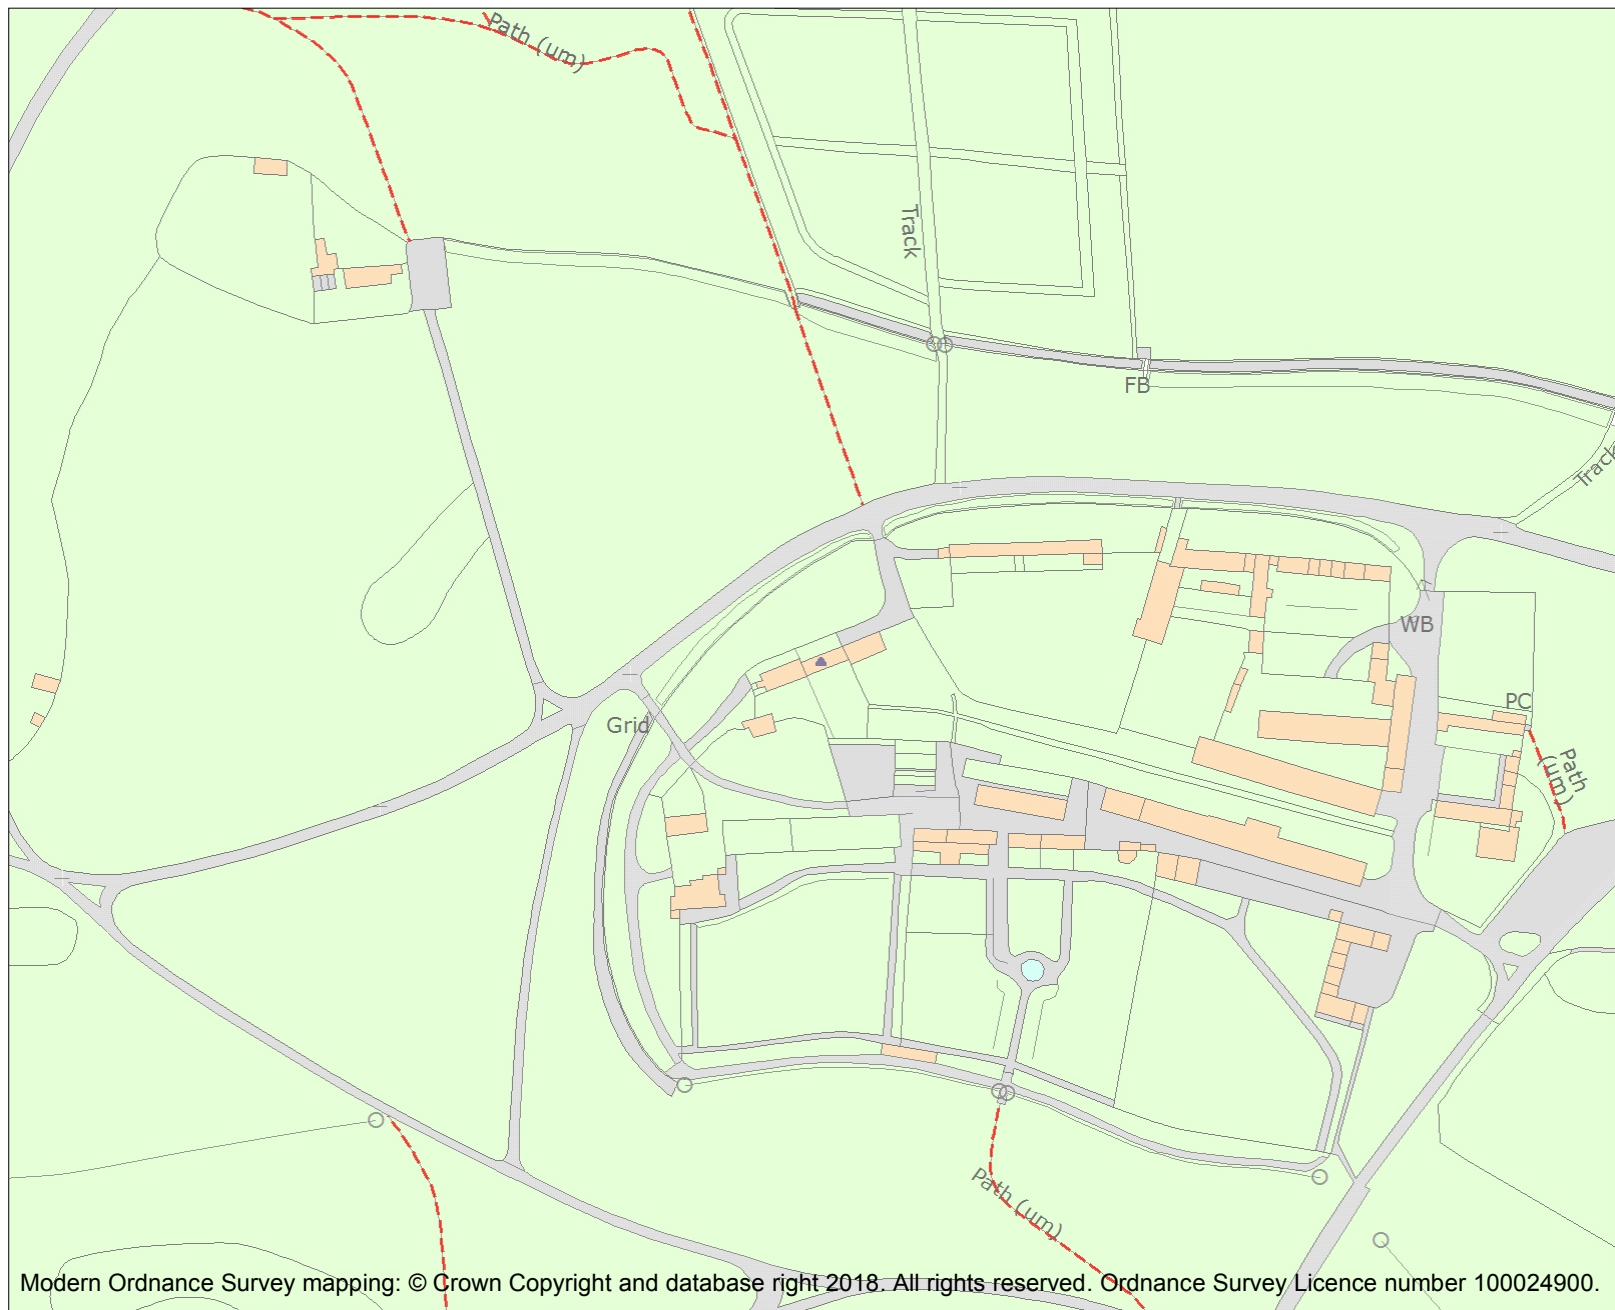 Path (um)
Track
FB
Track
WB
PC
Grid
Path
(um)
Path (um)
Modern Ordnance Survey mapping: © Crown Copyright and database right 2018. All rights reserved. Ordnance Survey Licence number 100024900.